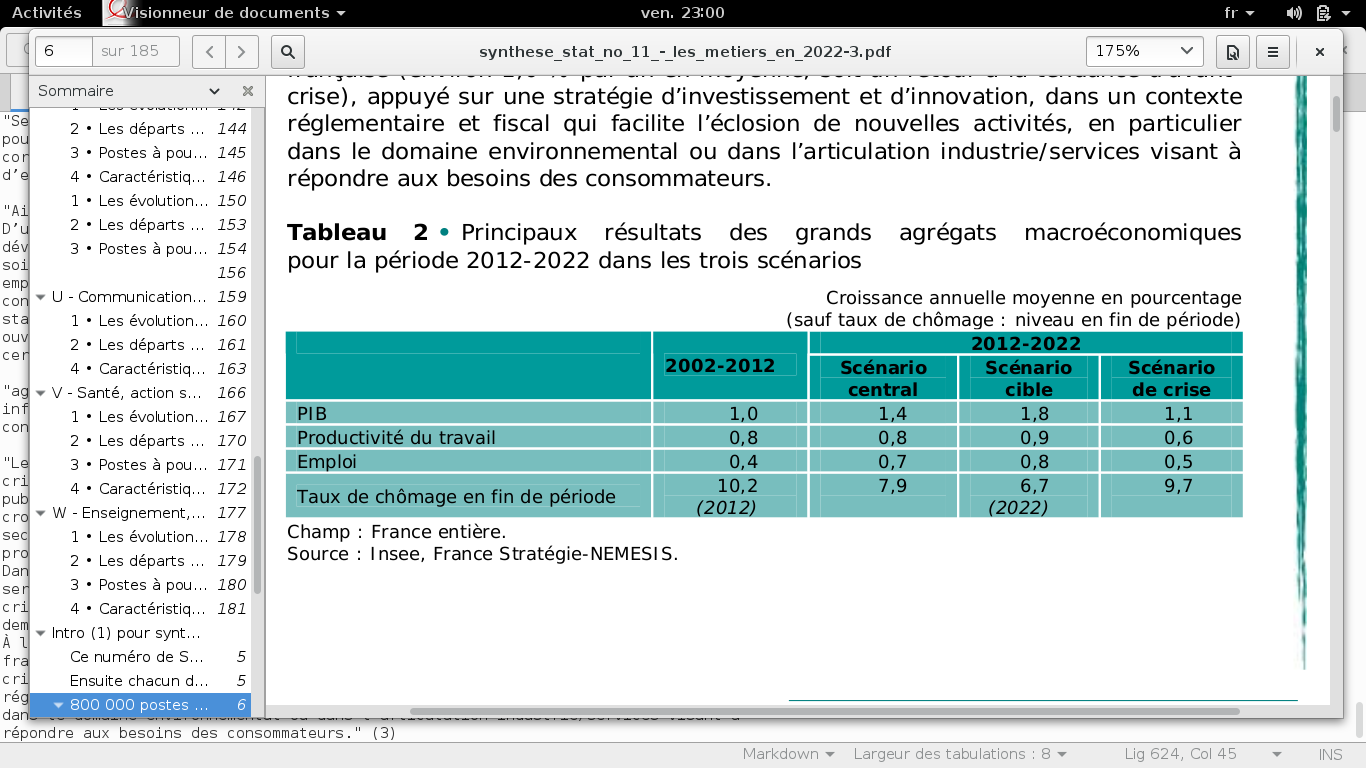 Activités
Visionneur de documents
ven. 23:00
fr
6
sur 185
synthese_stat_no_11_-_les_metiers_en_2022-3.pdf
175%
Sommaire
2 • Les départs ... 144
3 • Postes à pou... 145
4 • Caractéristiq... 146
1 • Les évolution... 150
2 • Les départs ... 153
3 • Postes à pou... 154
156
U - Communication... 159
1 • Les évolution... 160
2 • Les départs ... 161
4 • Caractéristiq... 163
V - Santé, action s... 166
1 • Les évolution... 167
2 • Les départs ... 170
3 • Postes à pou... 171
4 • Caractéristiq... 172
W - Enseignement,... 177
1 • Les évolution... 178
2 • Les départs ... 179
3 • Postes à pou... 180
4 • Caractéristiq... 181
Intro (1) pour synt...
Ce numéro de S... 5
Ensuite chacun d... 5
800 000 postes ... 6
crise), appuyé sur une stratégie d’investissement et d’innovation, dans un contexte
réglementaire et fiscal qui facilite l’éclosion de nouvelles activités, en particulier
dans le domaine environnemental ou dans l’articulation industrie/services visant à
répondre aux besoins des consommateurs.
Tableau 2 • Principaux résultats des grands agrégats macroéconomiques
pour la période 2012-2022 dans les trois scénarios
Croissance annuelle moyenne en pourcentage
(sauf taux de chômage : niveau en fin de période)
2012-2022
2002-2012
Scénario Scénario Scénario
central cible de crise
PIB 1,0 1,4 1,8 1,1
Productivité du travail 0,8 0,8 0,9 0,6
Emploi 0,4 0,7 0,8 0,5
Taux de chômage en fin de période 10,2 7,9 6,7 9,7
(2012) (2022)
Champ : France entière.
Source : Insee, France Stratégie-NEMESIS.
répondre aux besoins des consommateurs." (3)
Markdown
Largeur des tabulations : 8
Lig 624, Col 45
INS